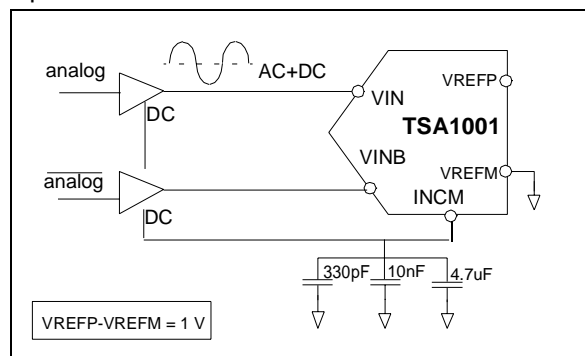 analog
AC+DC
VREFP
VIN
TSA1001
DC
VINB
VREFM
analog
INCM
DC
330pF 10nF 4.7uF
VREFP-VREFM = 1 V